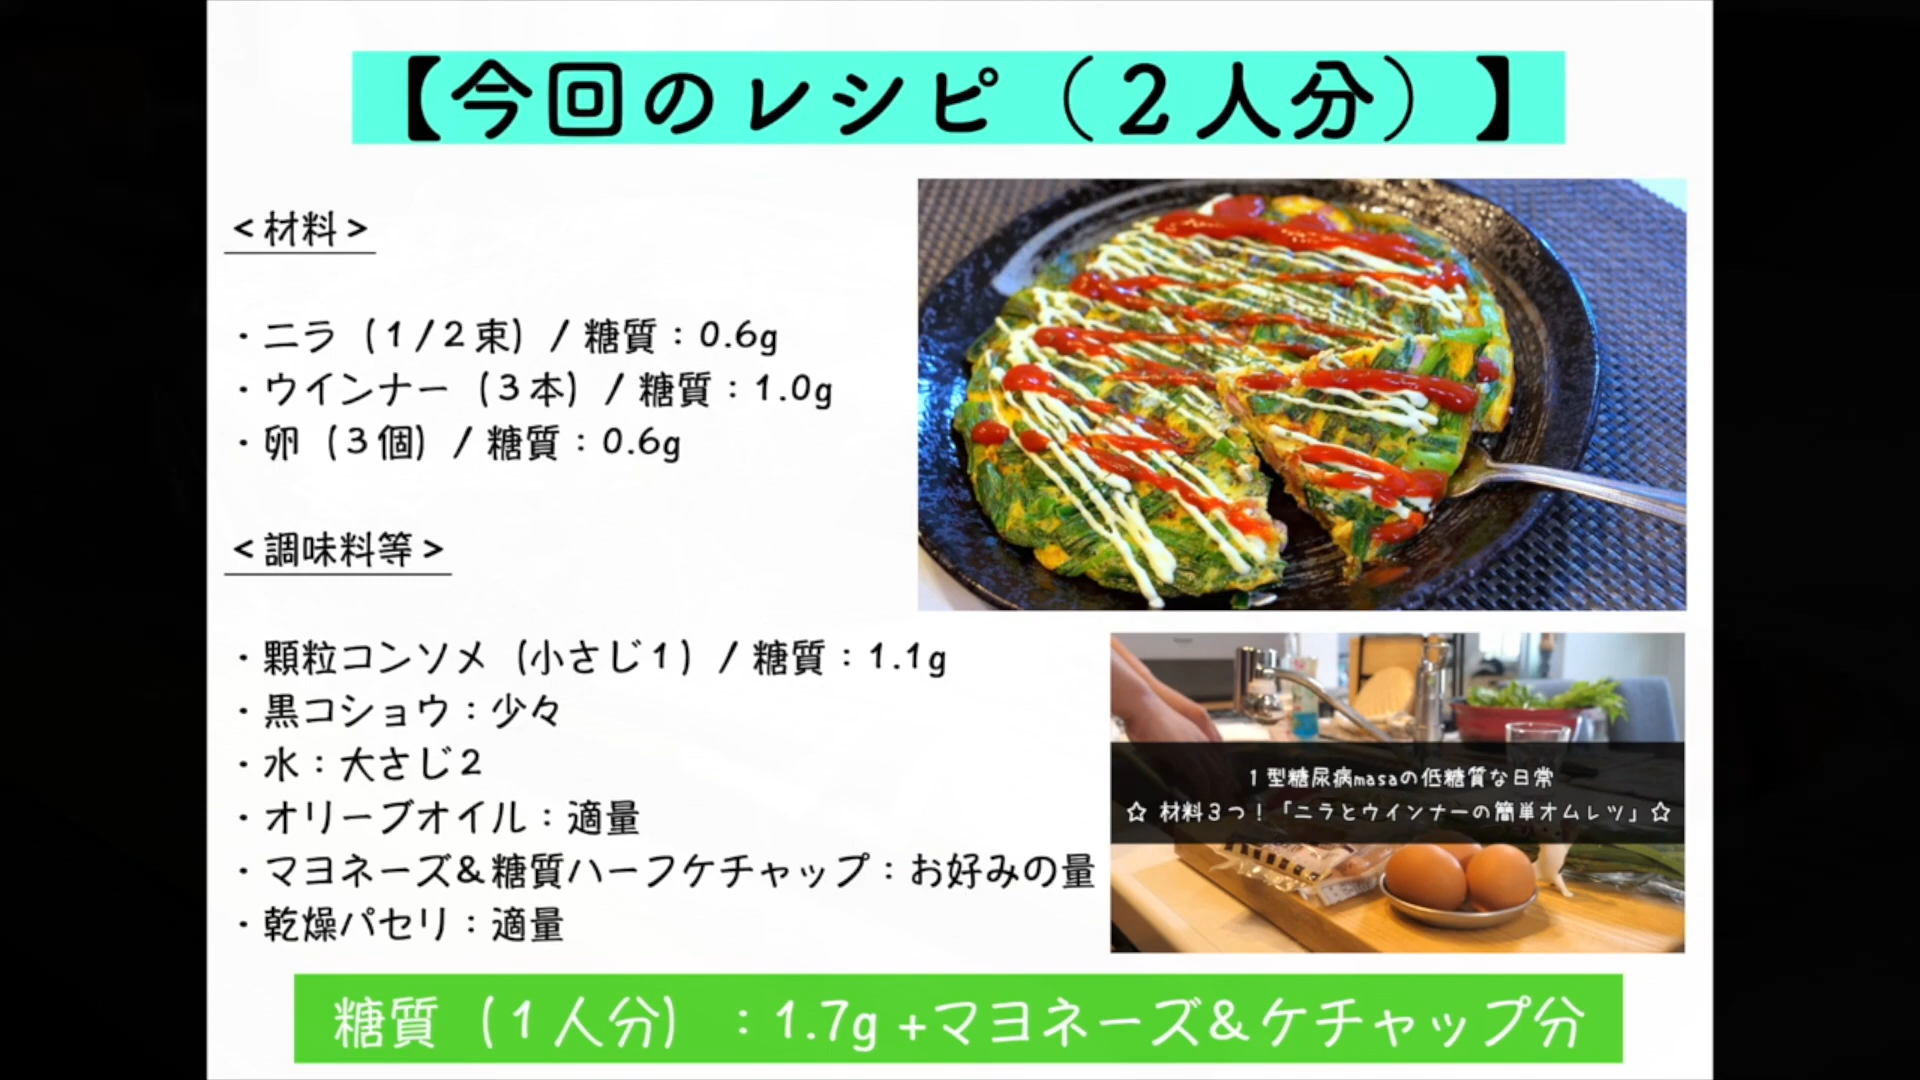 【今回のレシピ（２人分）】
＜材料＞
・ニラ（１/２束）/ 糖質：0.6g
・ウインナー（３本）/ 糖質：1.0g
・卵（３個）/ 糖質：0.6g
＜調味料等＞
・顆粒コンソメ（小さじ１）/ 糖質：1.1g
・黒コショウ：少々
・水：大さじ２
・オリーブオイル：適量
・マヨネーズ＆糖質ハーフケチャップ：お好みの量
・乾燥パセリ：適量
１型糖尿病masaの低糖質な日常
☆ 材料３つ！「ニラとウインナーの簡単オムレツ」☆
糖質（１人分）：1.7g +マヨネーズ＆ケチャップ分